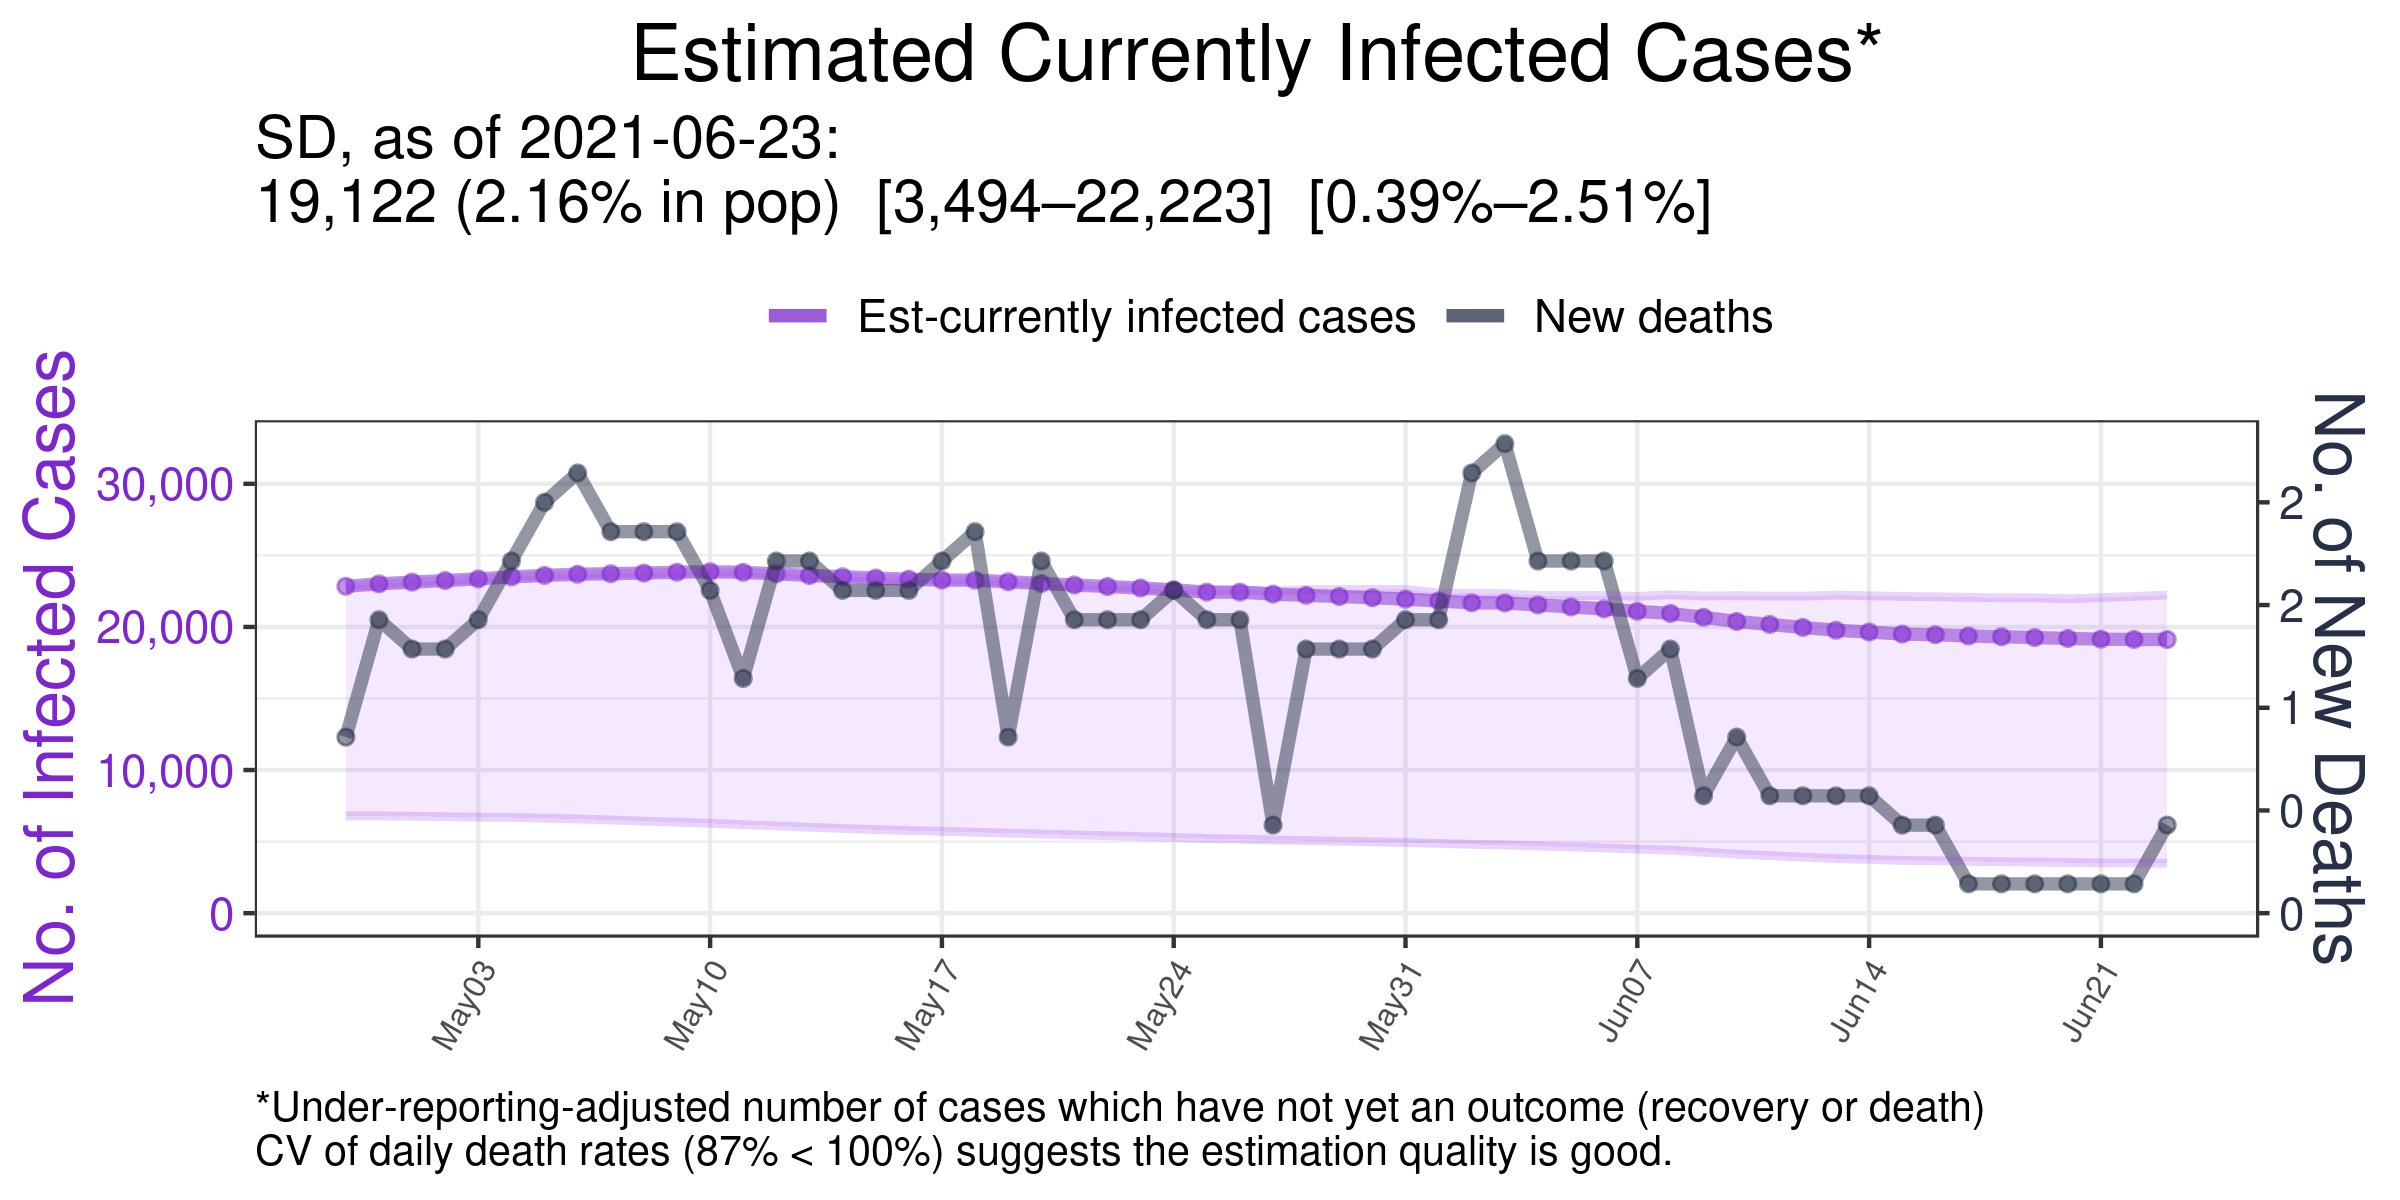 Estimated Currently Infected Cases*
SD, as of 2021-06-23:
19,122 (2.16% in pop)  [3,494–22,223]  [0.39%–2.51%]
Est-currently infected cases
New deaths
No. of Infected Cases
30,000
20,000
10,000
0
No. of New Deaths
2
2
1
0
0
May03
May10
May17
May24
May31
Jun07
Jun14
Jun21
*Under-reporting-adjusted number of cases which have not yet an outcome (recovery or death)
CV of daily death rates (87% < 100%) suggests the estimation quality is good.